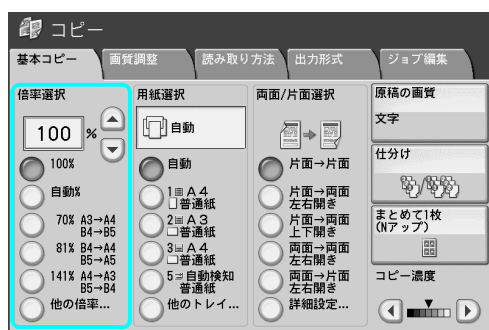 コピー
基本コピー
画質調整
読み取り方法
出力形式
ジョブ編集
倍率選択
100 %
100%
自動%
70% A3→A4
B4→B5
81% B4→A4
B5→A5
141% A4→A3
B5→B4
他の倍率...
用紙選択
自動
自動
1 A4
普通紙
2 A3
普通紙
3 A4
普通紙
5 自動検知
普通紙
他のトレイ...
両面/片面選択
片面→片面
片面→両面
左右開き
片面→両面
上下開き
両面→両面
左右開き
両面→片面
左右開き
詳細設定...
原稿の画質
文字
仕分け
まとめて1枚
(Nアップ)
コピー濃度